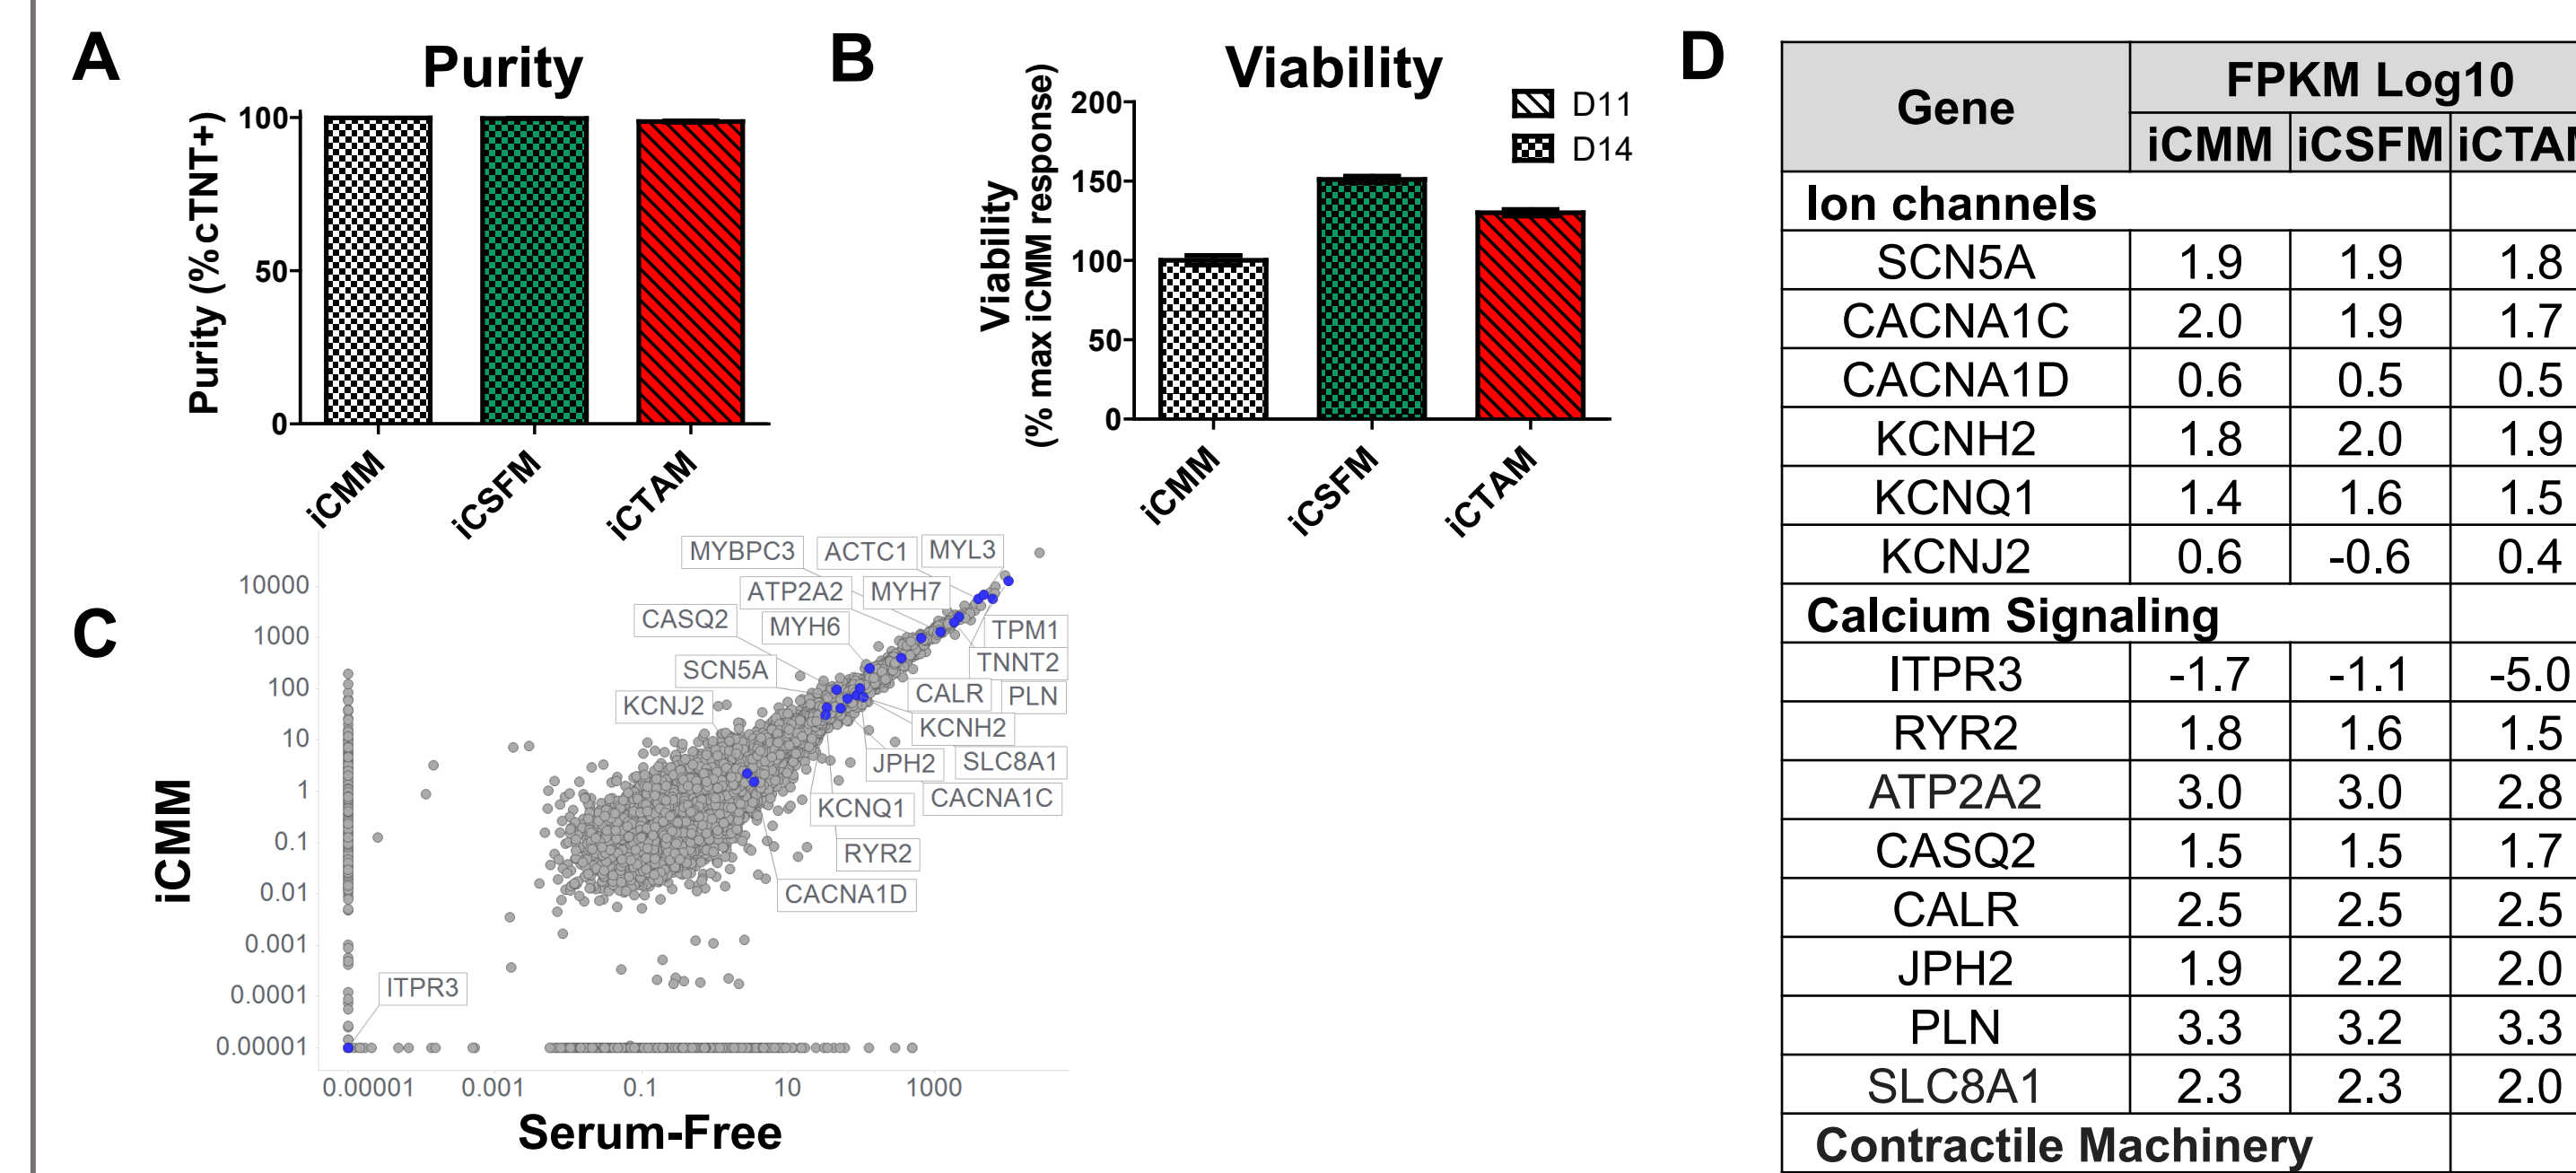 A
Purity
Purity (%cTNT+)
100
50
0
iCMM
iCSFM
iCTAM
B
Viability
Viability
(% max iCMM response)
200
150
100
50
0
D11
D14
iCMM
iCSFM
iCTAM
C
iCMM
10000
1000
100
10
1
0.1
0.01
0.001
0.0001
0.00001
MYBPC3
ACTC1
MYL3
ATP2A2
MYH7
CASQ2
MYH6
TPM1
TNNT2
SCN5A
CALR
PLN
KCNJ2
KCNH2
JPH2
SLC8A1
KCNQ1
CACNA1C
RYR2
CACNA1D
ITPR3
0.00001 0.001 0.1 10 1000
Serum-Free
D
Gene FPKM Log10
iCMM iCSFM
Ion channels
SCN5A 1.9 1.9 1.8
CACNA1C 2.0 1.9 1.7
CACNA1D 0.6 0.5 0.5
KCNH2 1.8 2.0 1.9
KCNQ1 1.4 1.6 1.5
KCNJ2 0.6 -0.6 0.4
Calcium Signaling
ITPR3 -1.7 -1.1 -5.0
RYR2 1.8 1.6 1.5
ATP2A2 3.0 3.0 2.8
CASQ2 1.5 1.5 1.7
CALR 2.5 2.5 2.5
JPH2 1.9 2.2 2.0
PLN 3.3 3.2 3.3
SLC8A1 2.3 2.3 2.0
Contractile Machinery